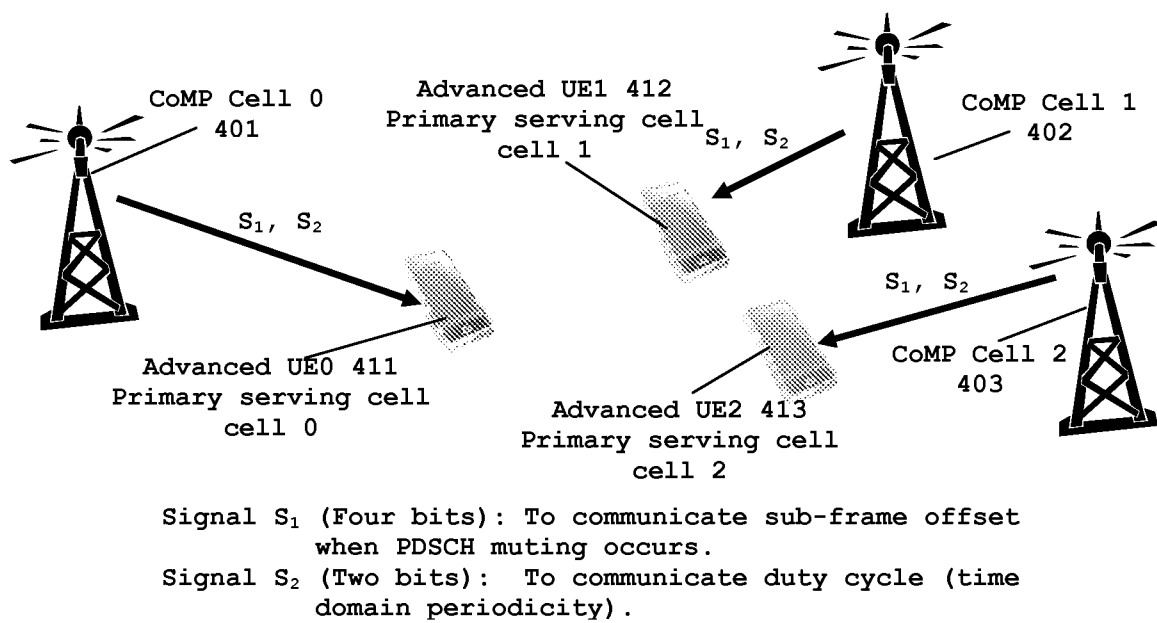 CoMP Cell 0
401
Advanced UE1 412
Primary serving cell
cell 1
CoMP Cell 1
402
S₁, S₂
S₁, S₂
S₁, S₂
Advanced UE0 411
Primary serving cell
cell 0
Advanced UE2 413
Primary serving cell
cell 2
CoMP Cell 2
403
Signal S₁ (Four bits): To communicate sub-frame offset
when PDSCH muting occurs.
Signal S₂ (Two bits): To communicate duty cycle (time
domain periodicity).